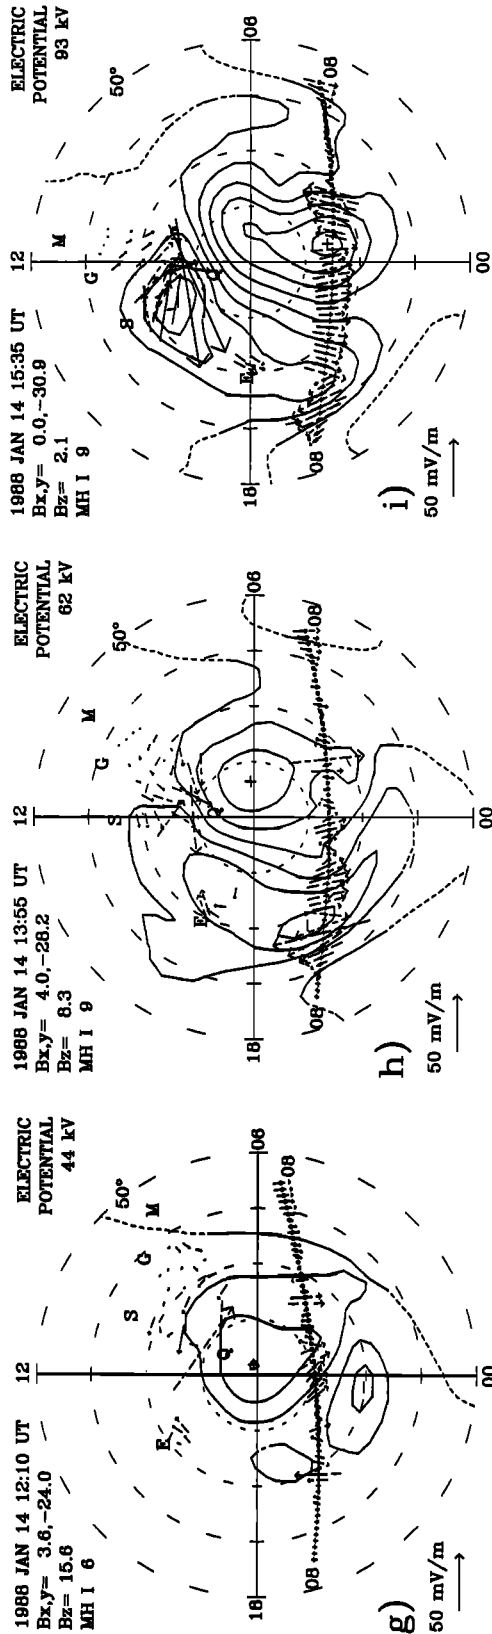 1988 JAN 14 12:10 UT
Bx,y= 3.6,-24.0
Bz= 15.6
MH I 6
ELECTRIC
POTENTIAL
44 kV
12
50°
M
G
S
E
18
06
08
08
00
g)
50 mV/m
1988 JAN 14 13:55 UT
Bx,y= 4.0,-28.2
Bz= 8.3
MH I 9
ELECTRIC
POTENTIAL
62 kV
12
50°
M
G
S
E
18
06
08
08
00
h)
50 mV/m
1988 JAN 14 15:35 UT
Bx,y= 0.0,-30.9
Bz= 2.1
MH I 9
ELECTRIC
POTENTIAL
93 kV
12
50°
M
G
S
E
18
06
08
08
00
i)
50 mV/m